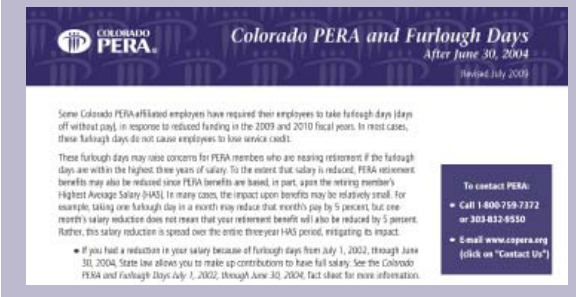 COLORADO
PERA®
Colorado PERA and Furlough Days
After June 30, 2004
Revised July 2009
Some Colorado PERA-affiliated employers have required their employees to take furlough days (days
off without pay), in response to reduced funding in the 2009 and 2010 fiscal years. In most cases,
these furlough days do not cause employees to lose service credit.
These furlough days may raise concerns for PERA members who are nearing retirement if the furlough
days are within the highest three years of salary. To the extent that salary is reduced, PERA retirement
benefits may also be reduced since PERA benefits are based, in part, upon the retiring member's
Highest Average Salary (HAS). In many cases, the impact upon benefits may be relatively small. For
example, taking one furlough day in a month may reduce that month's pay by 5 percent, but one
month's salary reduction does not mean that your retirement benefit will also be reduced by 5 percent.
Rather, this salary reduction is spread over the entire three-year HAS period, mitigating its impact.
If you had a reduction in your salary because of furlough days from July 1, 2002, through June
30, 2004, State law allows you to make up contributions to have full salary. See the Colorado
PERA and Furlough Days July 1, 2002, through June 30, 2004, fact sheet for more information.
To contact PERA:
Call 1-800-759-7372
or 303-832-9550
E-mail www.copera.org
(click on "Contact Us")